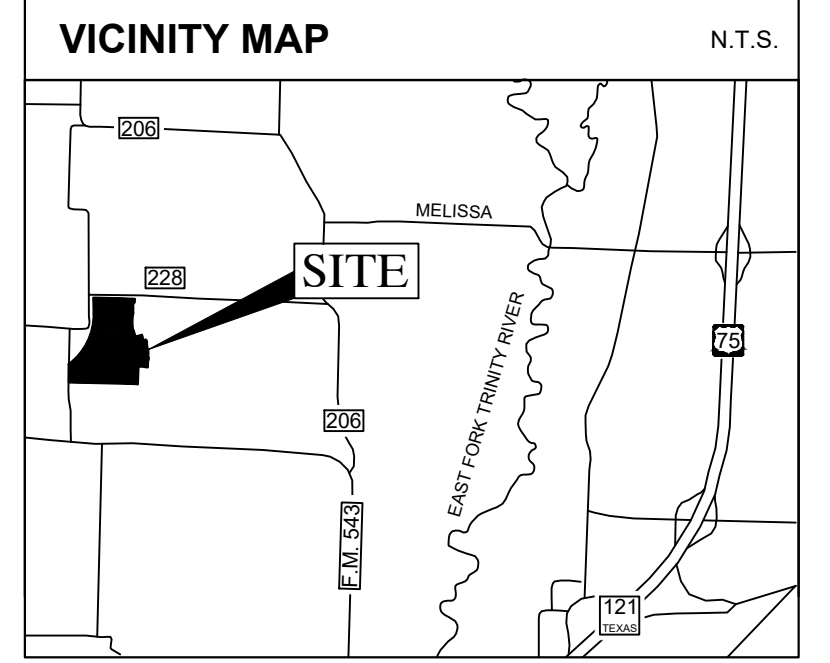 VICINITY MAP
N.T.S.
206
MELISSA
228
SITE
EAST FORK TRINITY RIVER
75
206
F.M. 543
121
TEXAS